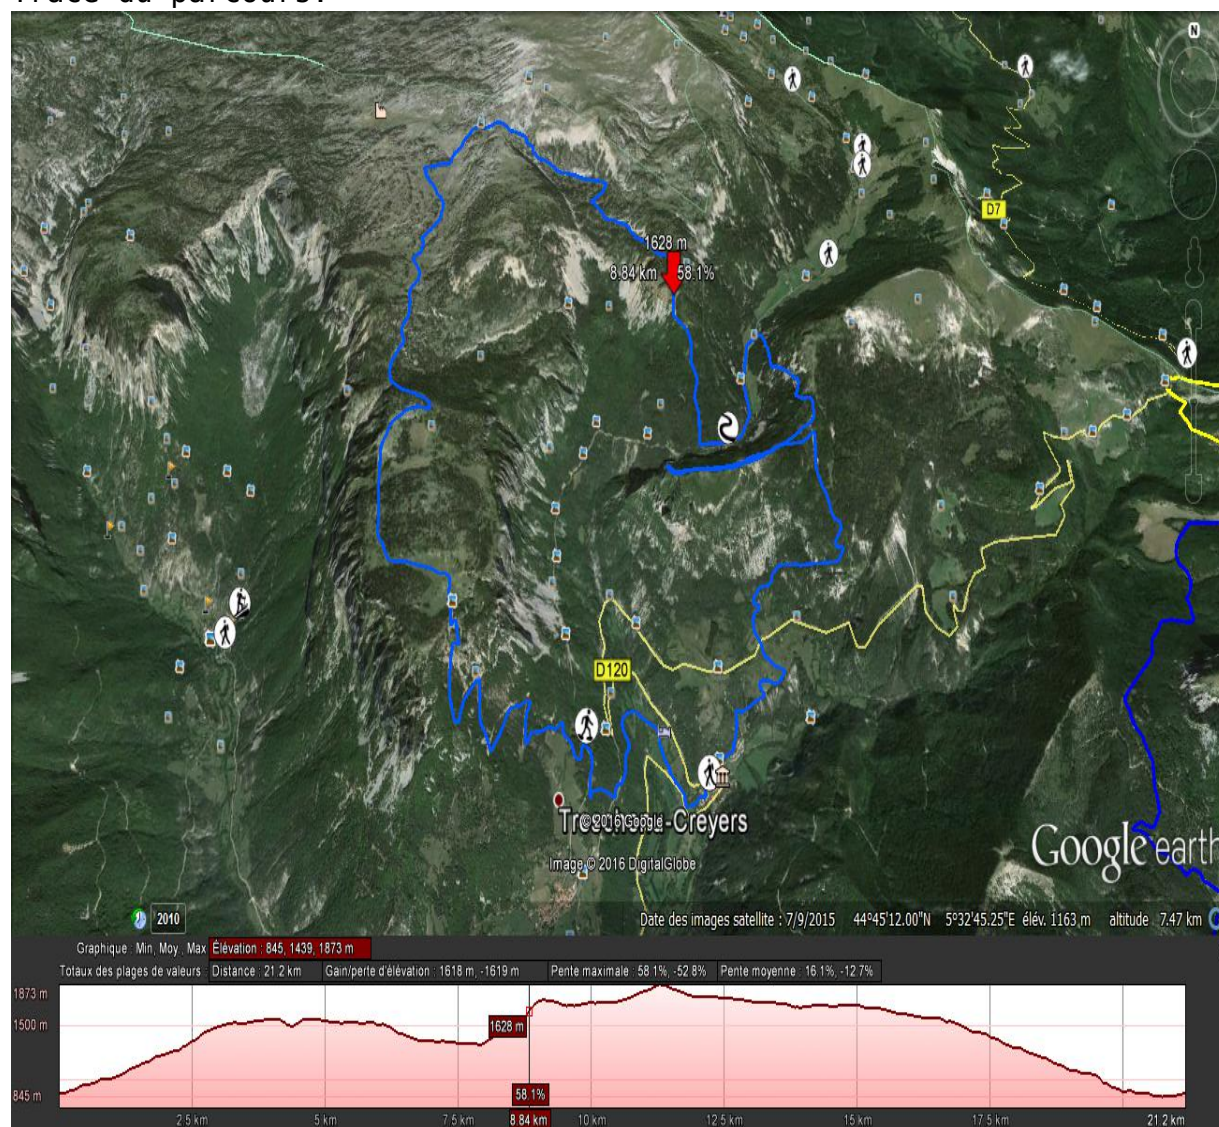 Tracé du parcours:
N
D7
1628 m
8.84 km 58.1%
D120
©2016 Google
-Creyers
Image © 2016 DigitalGlobe
Google earth
2010
Date des images satellite : 7/9/2015 44°45'12.00"N 5°32'45.25"E élév. 1163 m altitude 7.47 km
Graphique : Min, Moy., Max Élévation : 845, 1439, 1873 m
Totaux des plages de valeurs : Distance : 21.2 km Gain/perte d'élévation : 1618 m, -1619 m Pente maximale : 58.1%, -52.8% Pente moyenne : 16.1%, -12.7%
1873 m
1500 m
1628 m
845 m
58.1%
2.5 km 5 km 7.5 km 8.84 km 10 km 12.5 km 15 km 17.5 km 21.2 km